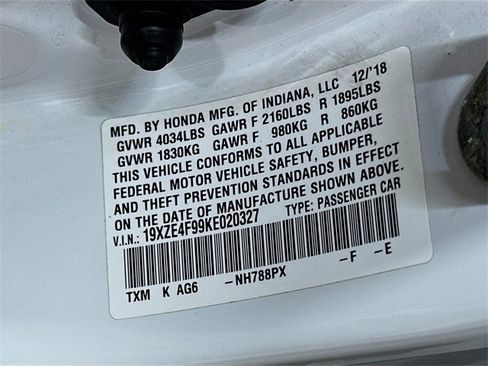 MFD. BY HONDA MFG. OF INDIANA, LLC 12/'18
GVWR 4034LBS GAWR F 2160LBS R 1895LBS
GVWR 1830KG GAWR F 980KG R 860KG
THIS VEHICLE CONFORMS TO ALL APPLICABLE
FEDERAL MOTOR VEHICLE SAFETY, BUMPER,
AND THEFT PREVENTION STANDARDS IN EFFECT
ON THE DATE OF MANUFACTURE SHOWN ABOVE.
V.I.N.: 19XZE4F99KE020327 TYPE: PASSENGER CAR
TXM K AG6 –NH788PX –F –E